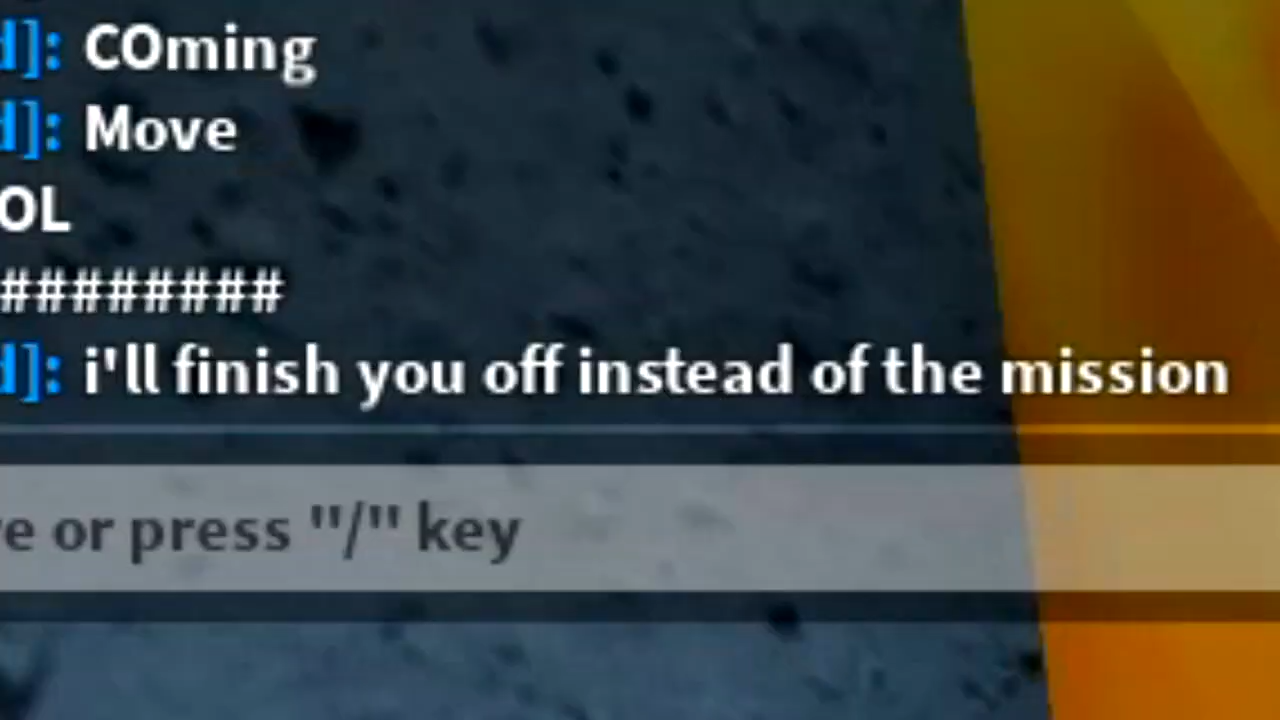 d]: COming
d]: Move
OL
########
d]: i'll finish you off instead of the mission
e or press "/" key